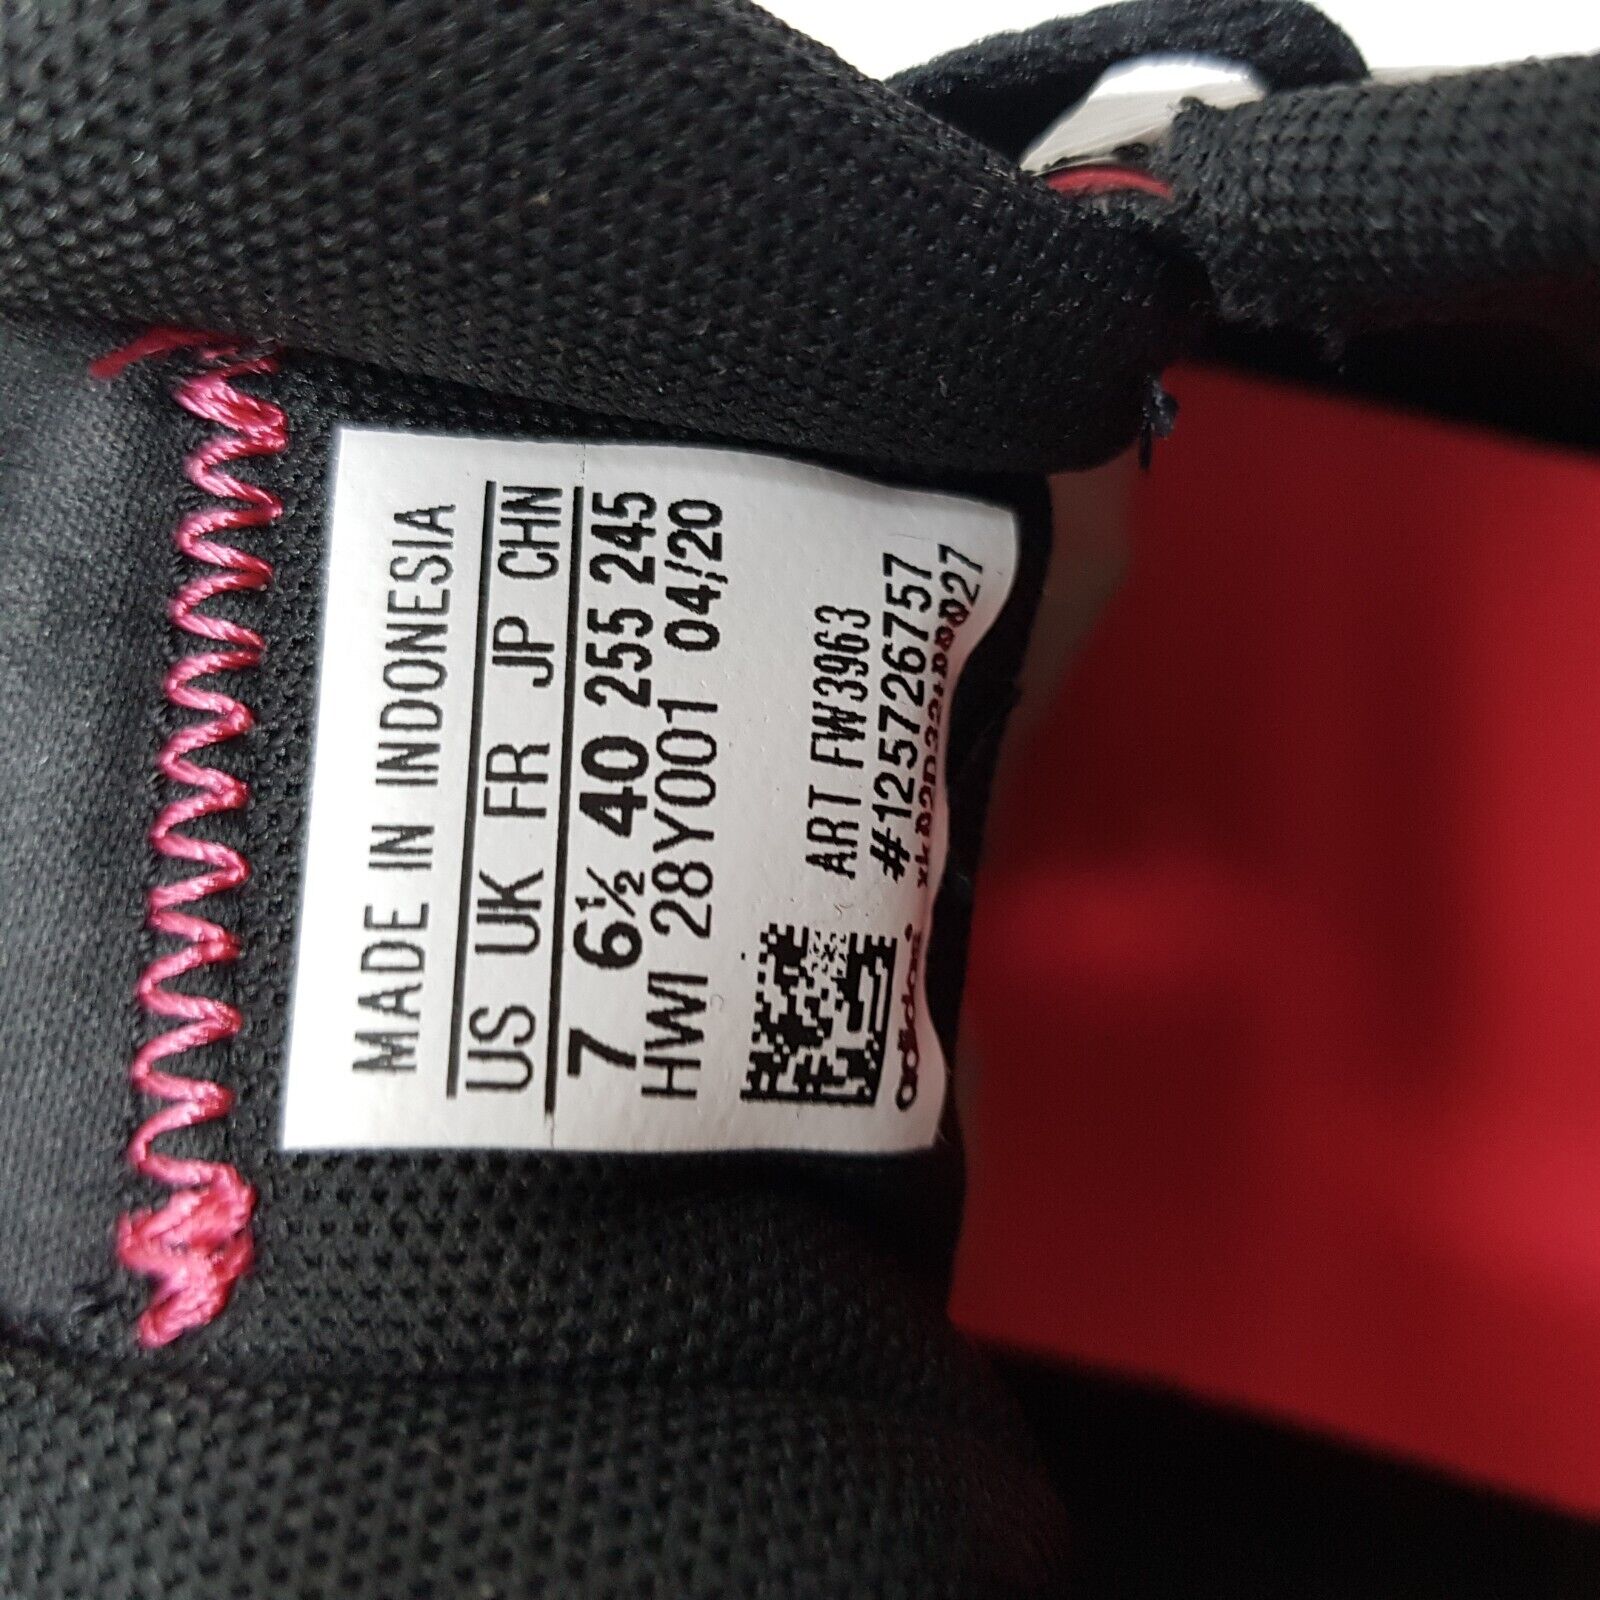 MADE IN INDONESIA
US UK FR JP CHN
7 6½ 40 255 245
HWI 28Y001 04/20
ART FW3963
#125726757
adidas